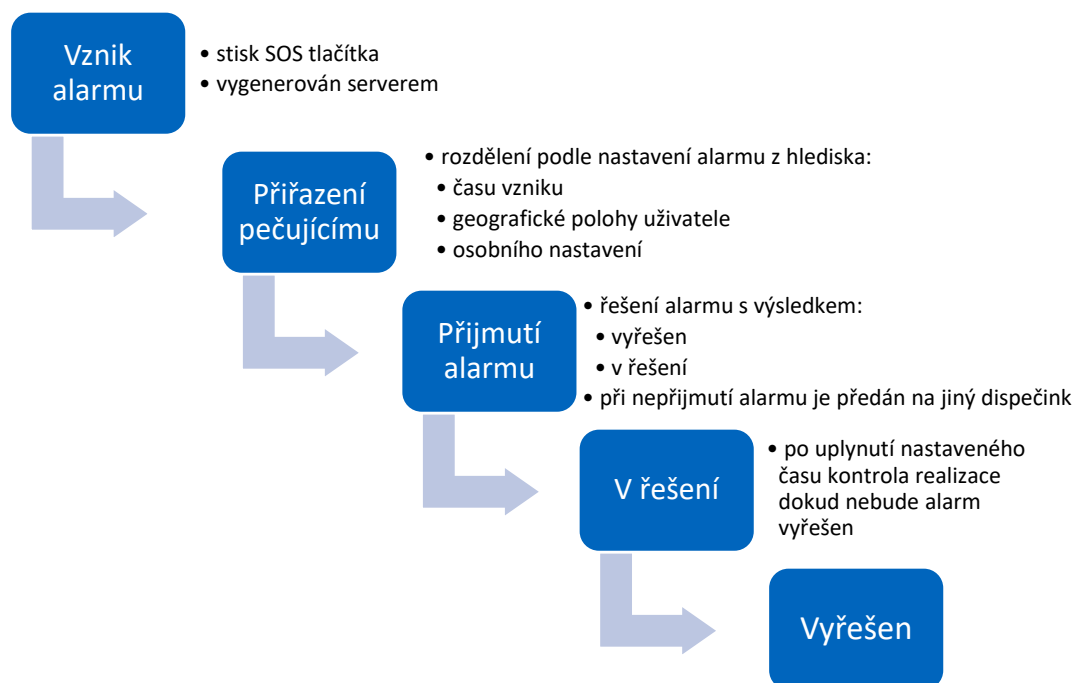 Vznik
alarmu
• stisk SOS tlačítka
• vygenerován serverem
Přiřazení
pečujícímu
• rozdělení podle nastavení alarmu z hlediska:
• času vzniku
• geografické polohy uživatele
• osobního nastavení
Přijmutí
alarmu
• řešení alarmu s výsledkem:
• vyřešen
• v řešení
• při nepřijmutí alarmu je předán na jiný dispečink
V řešení
• po uplynutí nastaveného
času kontrola realizace
dokud nebude alarm
vyřešen
Vyřešen